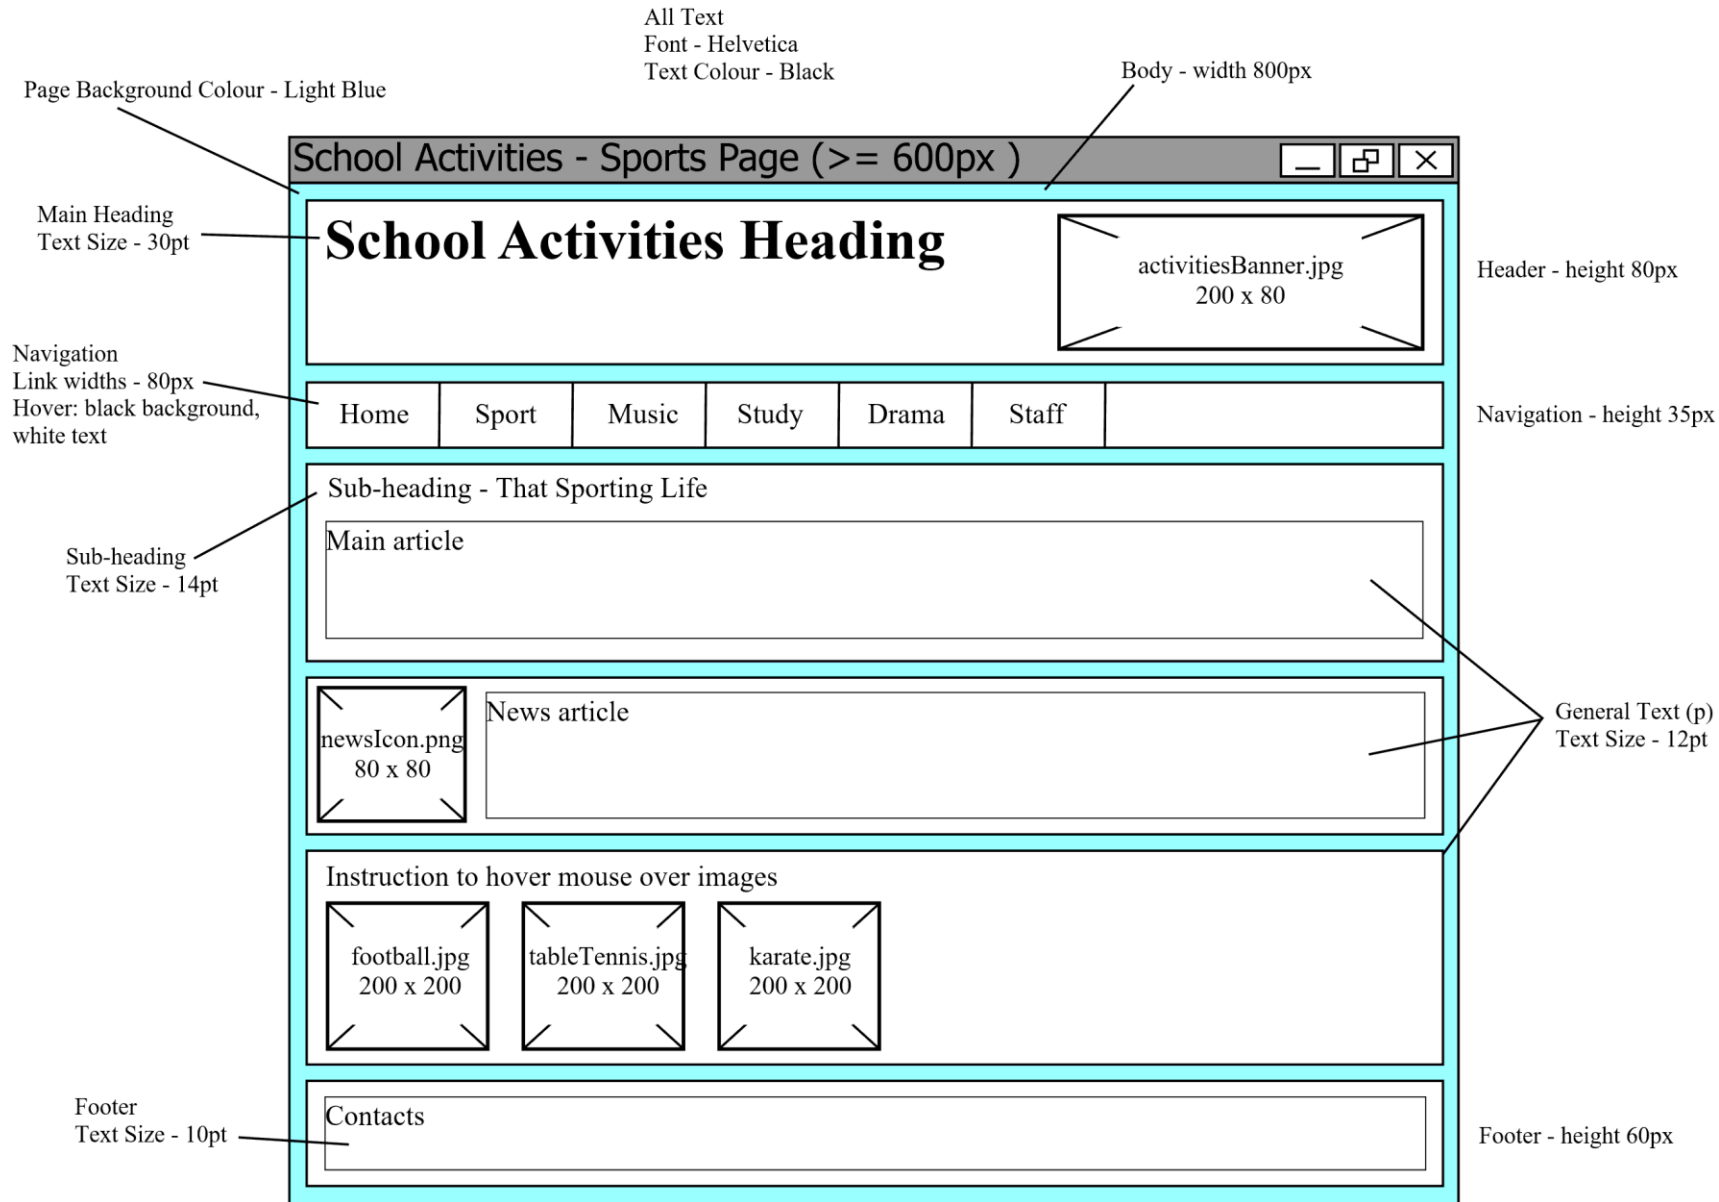 All Text
Font - Helvetica
Text Colour - Black
Body - width 800px
Page Background Colour - Light Blue
School Activities - Sports Page (>= 600px )
Main Heading
Text Size - 30pt
School Activities Heading
activitiesBanner.jpg
200 x 80
Header - height 80px
Navigation
Link widths - 80px
Hover: black background,
white text
Home
Sport
Music
Study
Drama
Staff
Navigation - height 35px
Sub-heading - That Sporting Life
Main article
Sub-heading
Text Size - 14pt
newsIcon.png
80 x 80
News article
General Text (p)
Text Size - 12pt
Instruction to hover mouse over images
football.jpg
200 x 200
tableTennis.jpg
200 x 200
karate.jpg
200 x 200
Footer
Text Size - 10pt
Contacts
Footer - height 60px